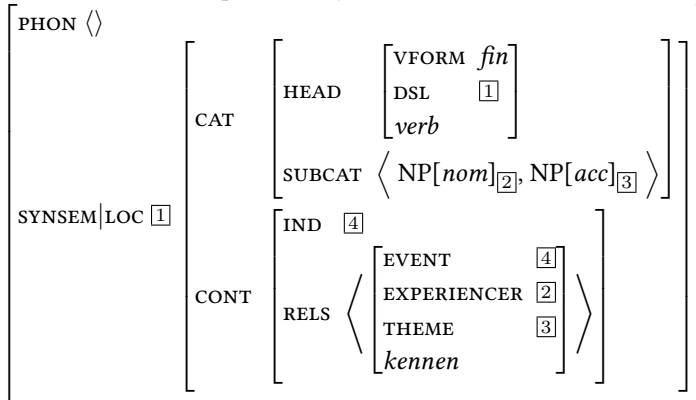 PHON ⟨⟩
VFORM fin
HEAD DSL 1
CAT verb
SUBCAT ⟨ NP[nom]2, NP[acc]3 ⟩
SYNSEM|LOC 1
IND 4
EVENT 4
CONT EXPERIENCER 2
RELS ⟨ THEME 3 ⟩
kennen